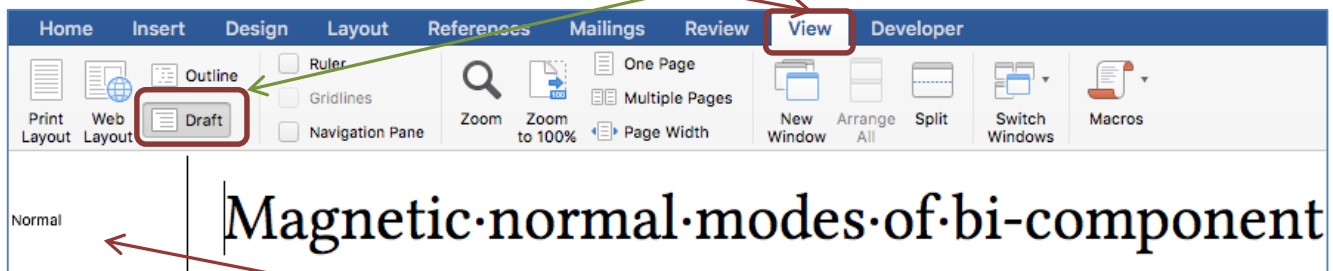 Home Insert Design Layout References Mailings Review View Developer
Print Layout
Web Layout
Outline
Draft
Ruler
Gridlines
Navigation Pane
Zoom
Zoom to 100%
100
One Page
Multiple Pages
Page Width
New Window
Arrange All
Split
Switch Windows
Macros
Normal
Magnetic·normal·modes·of·bi-component